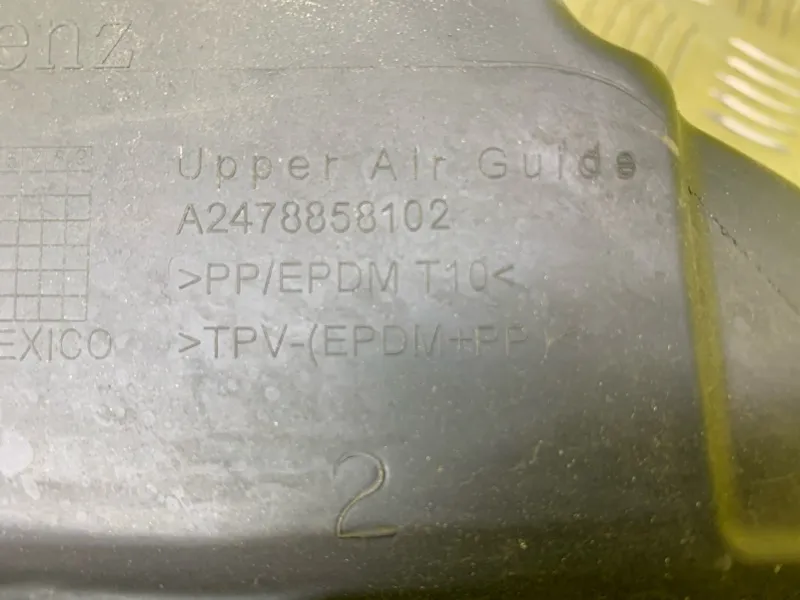 enz
Upper Air Guide
A2478858102
>PP/EPDM T10<
EXICO >TPV-(EPDM+PP)
2